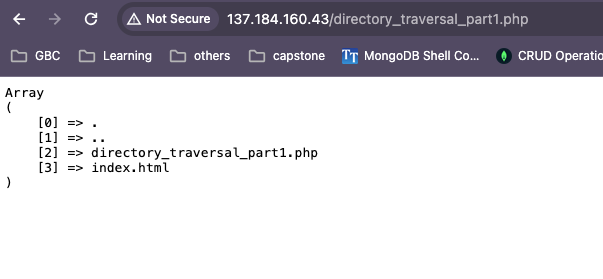 Not Secure 137.184.160.43/directory_traversal_part1.php
GBC Learning others capstone TT MongoDB Shell Co... CRUD Operatio
Array
(
    [0] => .
    [1] => ..
    [2] => directory_traversal_part1.php
    [3] => index.html
)